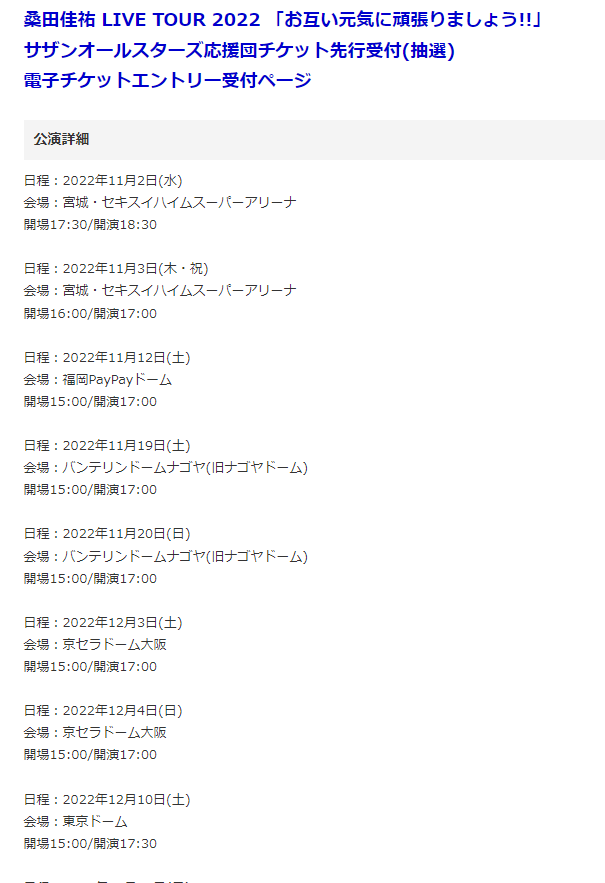 桑田佳祐 LIVE TOUR 2022 「お互い元気に頑張りましょう!!」
サザンオールスターズ応援団チケット先行受付(抽選)
電子チケットエントリー受付ページ
公演詳細
日程：2022年11月2日(水)
会場：宮城・セキスイハイムスーパーアリーナ
開場17:30/開演18:30
日程：2022年11月3日(木・祝)
会場：宮城・セキスイハイムスーパーアリーナ
開場16:00/開演17:00
日程：2022年11月12日(土)
会場：福岡PayPayドーム
開場15:00/開演17:00
日程：2022年11月19日(土)
会場：バンテリンドームナゴヤ(旧ナゴヤドーム)
開場15:00/開演17:00
日程：2022年11月20日(日)
会場：バンテリンドームナゴヤ(旧ナゴヤドーム)
開場15:00/開演17:00
日程：2022年12月3日(土)
会場：京セラドーム大阪
開場15:00/開演17:00
日程：2022年12月4日(日)
会場：京セラドーム大阪
開場15:00/開演17:00
日程：2022年12月10日(土)
会場：東京ドーム
開場15:00/開演17:30